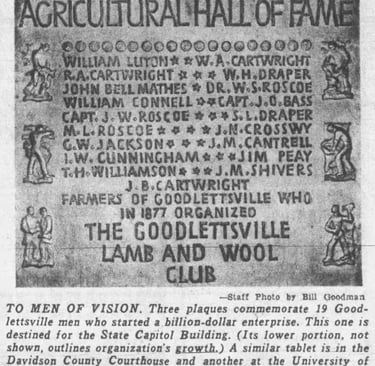 AGRICULTURAL HALL OF FAME
WILLIAM LUTON☆☆W.A.CARTWRIGHT
R.A.CARTWRIGHT☆☆☆W.H.DRAPER
JOHN BELL MATHES☆DR.W.S.ROSCOE
WILLIAM CONNELL☆☆CAPT.J.O.BASS
CAPT.J.W.ROSCOE☆☆☆S.L.DRAPER
M.L.ROSCOE☆☆☆☆J.N.CROSSWY
G.W.JACKSON☆☆☆J.M.CANTRELL
I.W.CUNNINGHAM☆☆☆JIM PEAY
T.H.WILLIAMSON☆☆J.M.SHIVERS
J.B.CARTWRIGHT
FARMERS OF GOODLETTSVILLE WHO
IN 1877 ORGANIZED
THE GOODLETTSVILLE
LAMB AND WOOL
CLUB
—Staff Photo by Bill Goodman
TO MEN OF VISION. Three plaques commemorate 19 Good-
lettsville men who started a billion-dollar enterprise. This one is
destined for the State Capitol Building. (Its lower portion, not
shown, outlines organization's growth.) A similar tablet is in the
Davidson County Courthouse and another at the University of